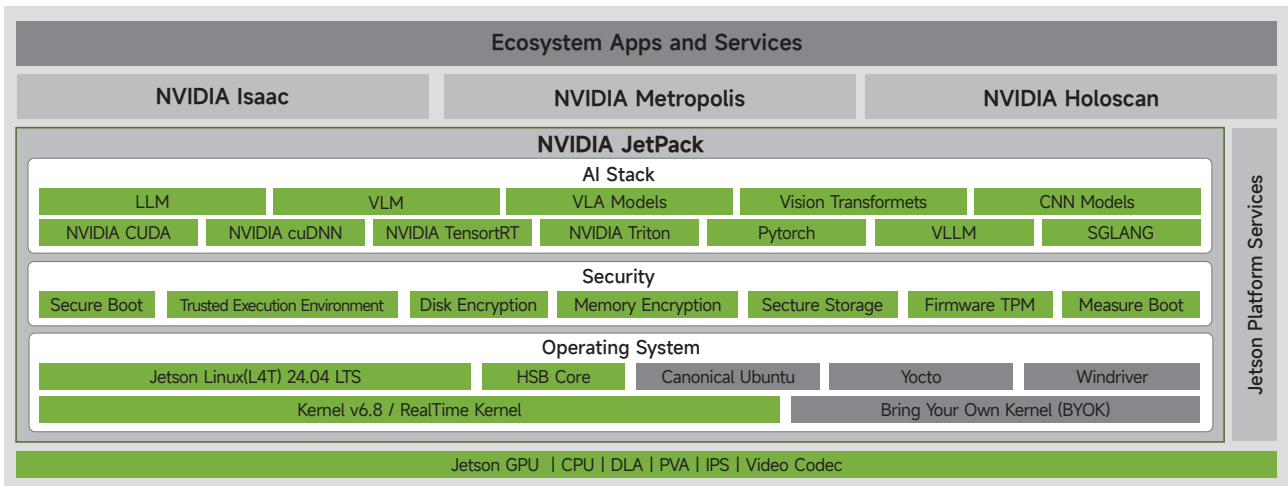 Ecosystem Apps and Services
NVIDIA Isaac
NVIDIA Metropolis
NVIDIA Holoscan
NVIDIA JetPack
AI Stack
LLM
VLM
VLA Models
Vision Transformets
CNN Models
NVIDIA CUDA
NVIDIA cuDNN
NVIDIA TensortRT
NVIDIA Triton
Pytorch
VLLM
SGLANG
Security
Secure Boot
Trusted Execution Environment
Disk Encryption
Memory Encryption
Secture Storage
Firmware TPM
Measure Boot
Operating System
Jetson Linux(L4T) 24.04 LTS
HSB Core
Canonical Ubuntu
Yocto
Windriver
Kernel v6.8 / RealTime Kernel
Bring Your Own Kernel (BYOK)
Jetson Platform Services
Jetson GPU | CPU | DLA | PVA | IPS | Video Codec